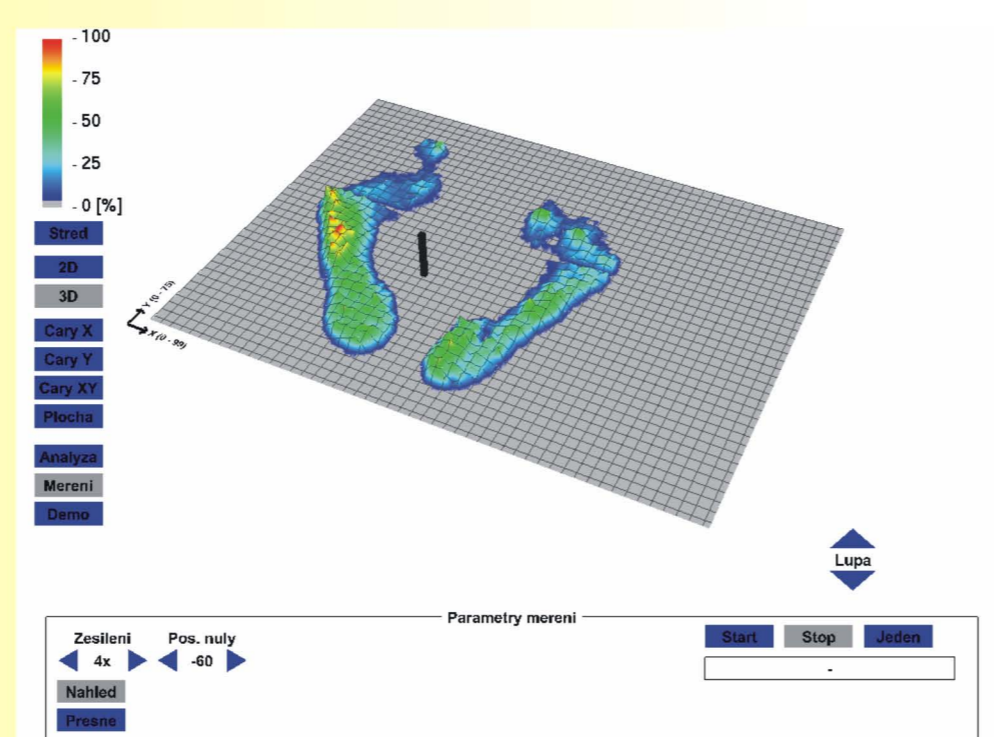 - 100
- 75
- 50
- 25
- 0 [%]
Stred
2D
3D
Cary X
Cary Y
Cary XY
Plocha
Analyza
Mereni
Demo
Y (0 - 75)
X (0 - 99)
Lupa
Parametry mereni
Zesileni Pos. nuly
4x -60
Nahled
Presne
Start Stop Jeden
-